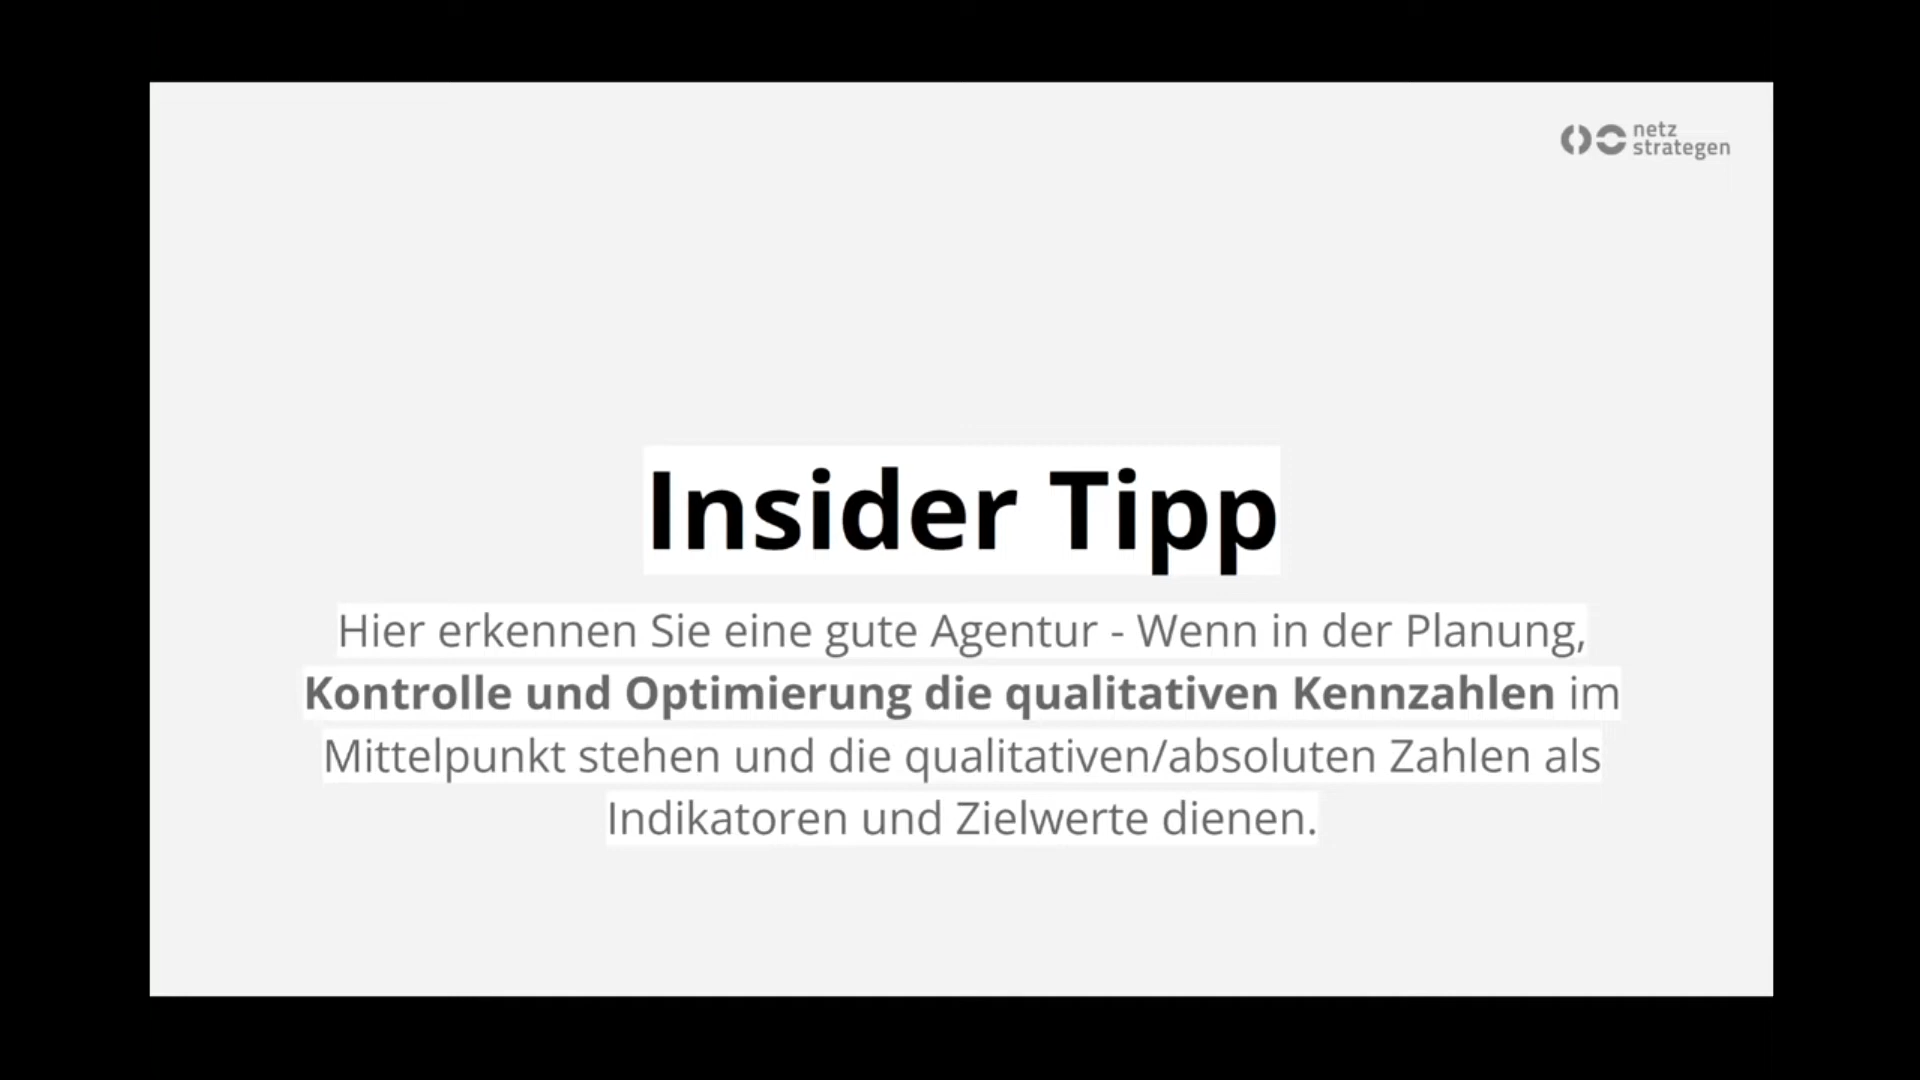 netz
strategen
Insider Tipp
Hier erkennen Sie eine gute Agentur - Wenn in der Planung,
Kontrolle und Optimierung die qualitativen Kennzahlen im
Mittelpunkt stehen und die qualitativen/absoluten Zahlen als
Indikatoren und Zielwerte dienen.